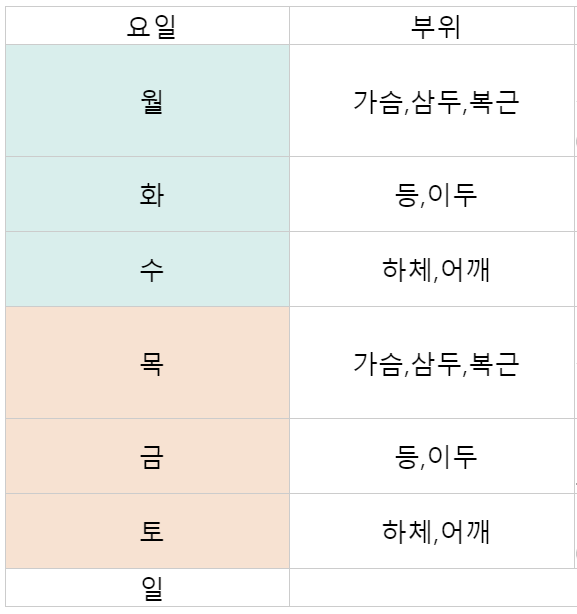 요일 부위
월 가슴,삼두,복근
화 등,이두
수 하체,어깨
목 가슴,삼두,복근
금 등,이두
토 하체,어깨
일